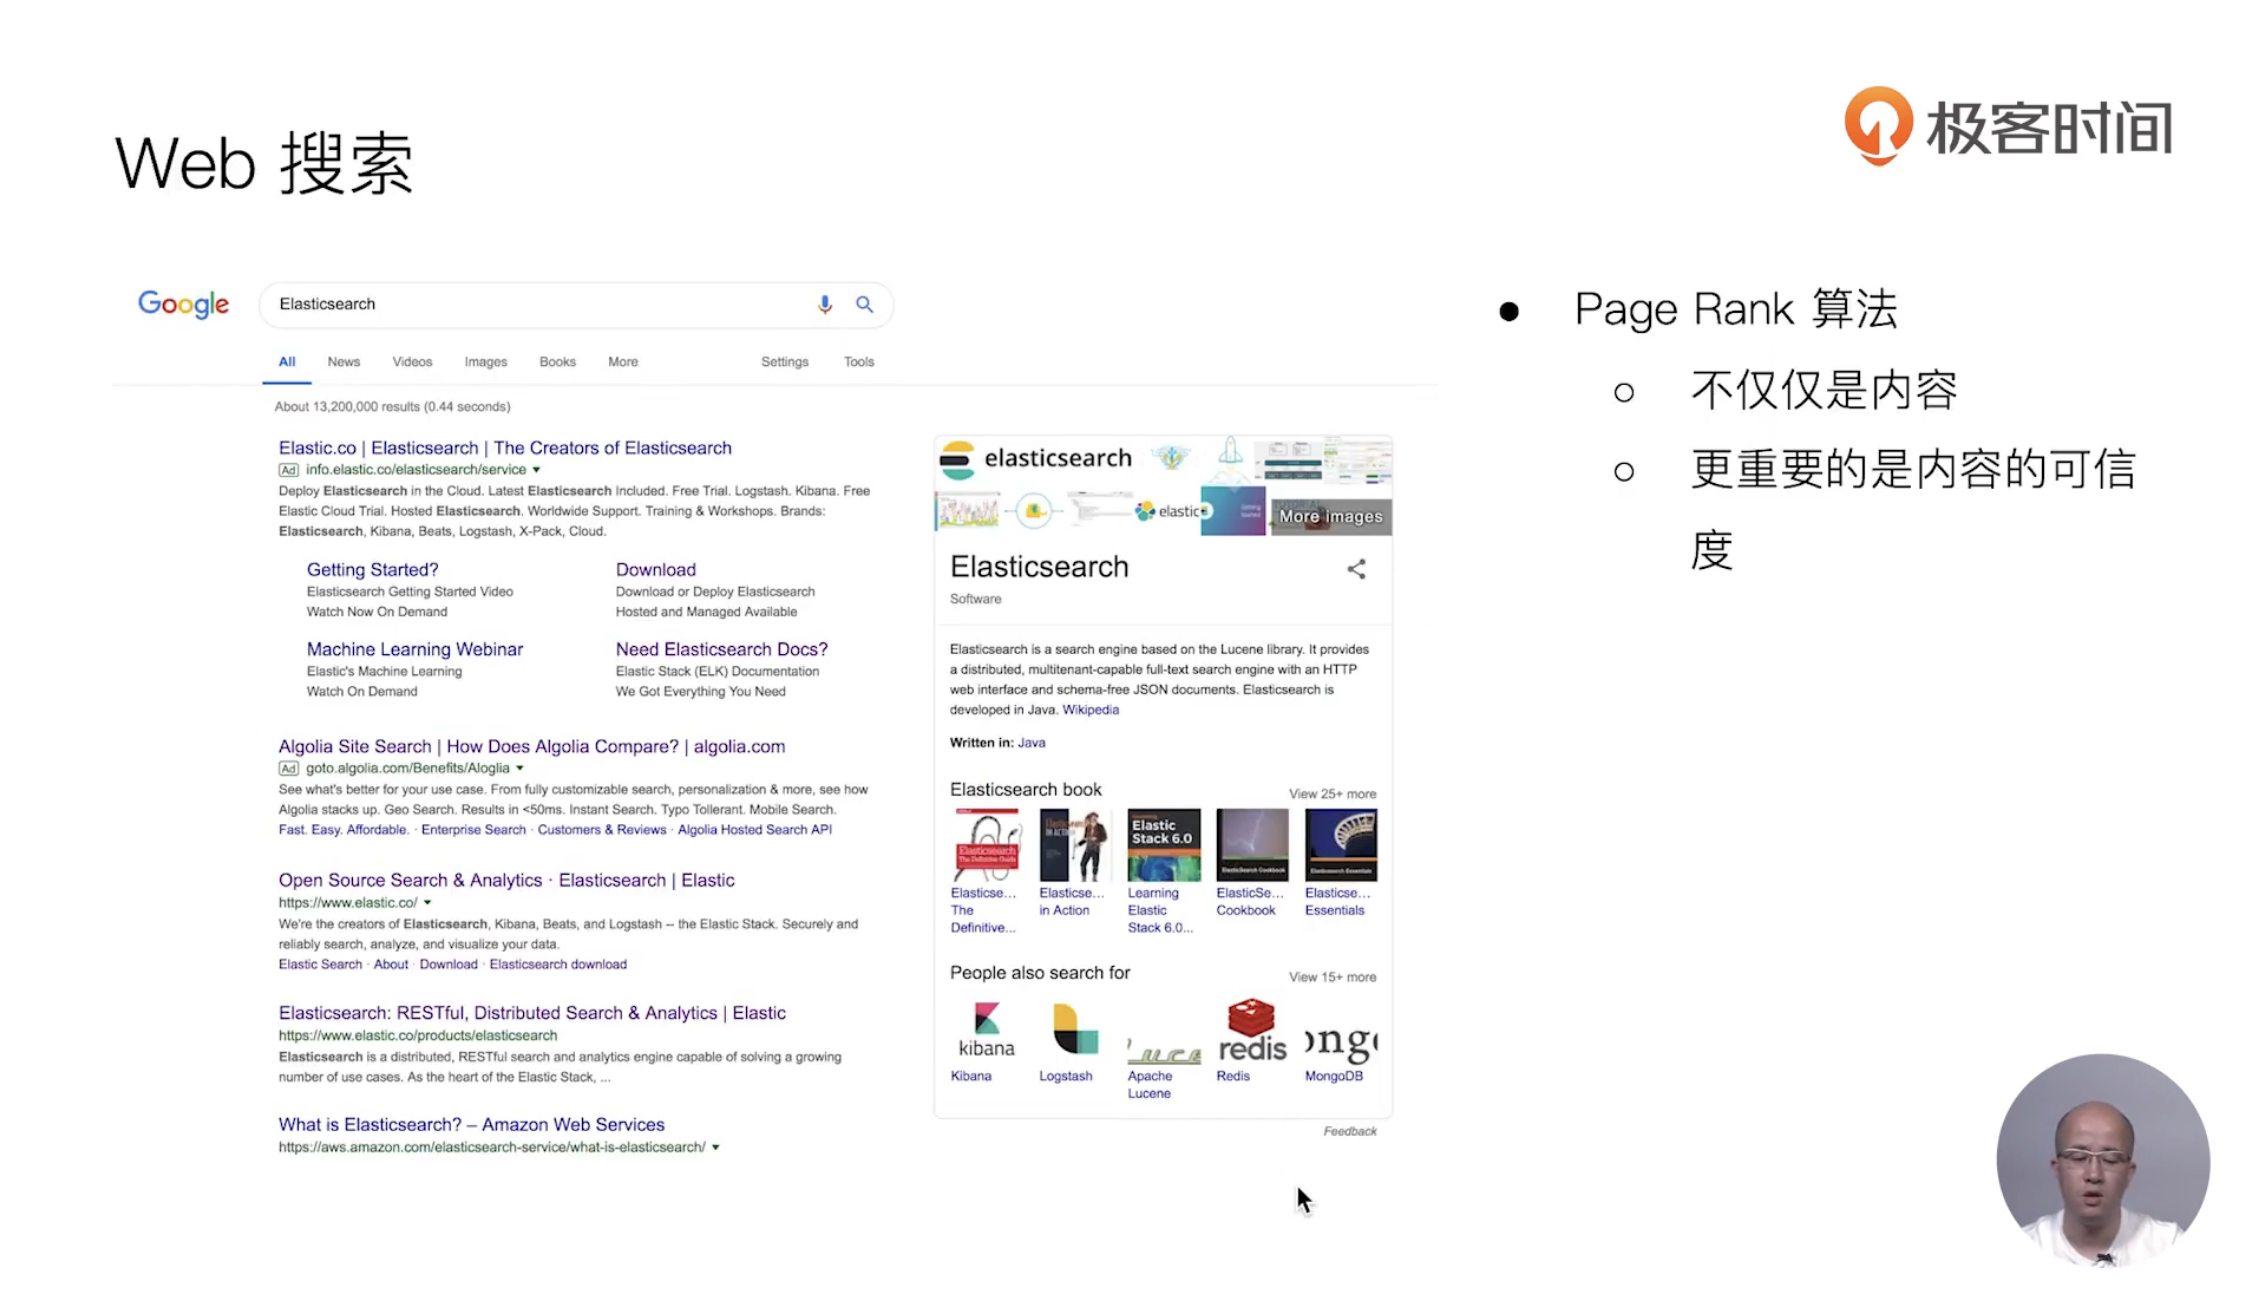 极客时间
Web 搜索
Google
Elasticsearch
All News Videos Images Books More Settings Tools
About 13,200,000 results (0.44 seconds)
Elastic.co | Elasticsearch | The Creators of Elasticsearch
Ad info.elastic.co/elasticsearch/service
Deploy Elasticsearch in the Cloud. Latest Elasticsearch Included. Free Trial. Logstash. Kibana. Free
Elastic Cloud Trial. Hosted Elasticsearch. Worldwide Support. Training & Workshops. Brands:
Elasticsearch, Kibana, Beats, Logstash, X-Pack, Cloud.
Getting Started?
Elasticsearch Getting Started Video
Watch Now On Demand
Download
Download or Deploy Elasticsearch
Hosted and Managed Available
Machine Learning Webinar
Elastic's Machine Learning
Watch On Demand
Need Elasticsearch Docs?
Elastic Stack (ELK) Documentation
We Got Everything You Need
Algolia Site Search | How Does Algolia Compare? | algolia.com
Ad goto.algolia.com/Benefits/Aloglia
See what's better for your use case. From fully customizable search, personalization & more, see how
Algolia stacks up. Geo Search. Results in <50ms. Instant Search. Typo Tollerant. Mobile Search.
Fast. Easy. Affordable. · Enterprise Search · Customers & Reviews · Algolia Hosted Search API
Open Source Search & Analytics · Elasticsearch | Elastic
https://www.elastic.co/
We're the creators of Elasticsearch, Kibana, Beats, and Logstash -- the Elastic Stack. Securely and
reliably search, analyze, and visualize your data.
Elastic Search · About · Download · Elasticsearch download
Elasticsearch: RESTful, Distributed Search & Analytics | Elastic
https://www.elastic.co/products/elasticsearch
Elasticsearch is a distributed, RESTful search and analytics engine capable of solving a growing
number of use cases. As the heart of the Elastic Stack, ...
What is Elasticsearch? – Amazon Web Services
https://aws.amazon.com/elasticsearch-service/what-is-elasticsearch/
elasticsearch
elastic
More images
Elasticsearch
Software
Elasticsearch is a search engine based on the Lucene library. It provides
a distributed, multitenant-capable full-text search engine with an HTTP
web interface and schema-free JSON documents. Elasticsearch is
developed in Java. Wikipedia
Written in: Java
Elasticsearch book
View 25+ more
Elasticsearch
The Definitive Guide
IN ACTION
Elastic
Stack 6.0
ElasticSearch Cookbook
Elasticsearch Essentials
Elasticse...
The
Definitive...
Elasticse...
in Action
Learning
Elastic
Stack 6.0...
ElasticSe...
Cookbook
Elasticse...
Essentials
People also search for
View 15+ more
kibana
redis
Kibana
Logstash
Apache
Lucene
Redis
MongoDB
Feedback
● Page Rank 算法
○ 不仅仅是内容
○ 更重要的是内容的可信
度